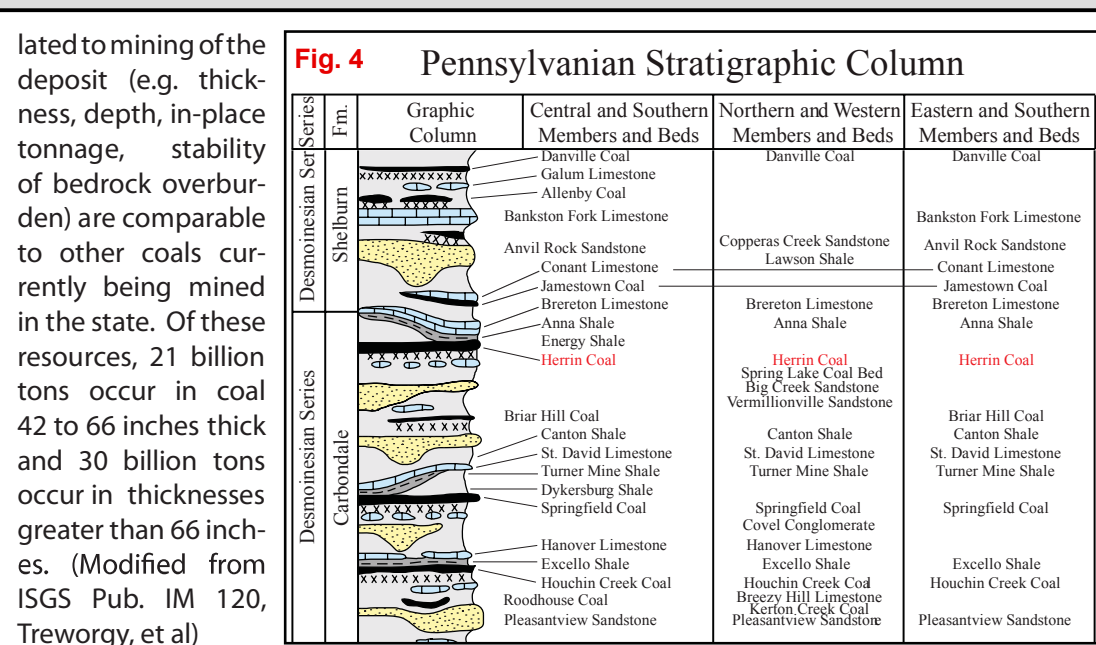 lated to mining of the
deposit (e.g. thick-
ness, depth, in-place
tonnage, stability
of bedrock overbur-
den) are comparable
to other coals cur-
rently being mined
in the state. Of these
resources, 21 billion
tons occur in coal
42 to 66 inches thick
and 30 billion tons
occur in thicknesses
greater than 66 inch-
es. (Modified from
ISGS Pub. IM 120,
Treworgy, et al)
Fig. 4
Pennsylvanian Stratigraphic Column
Series
Fm.
Graphic
Column
Central and Southern
Members and Beds
Northern and Western
Members and Beds
Eastern and Southern
Members and Beds
Desmoinesian Ser
Shelburn
Desmoinesian Series
Carbondale
Danville Coal
Galum Limestone
Allenby Coal
Bankston Fork Limestone
Anvil Rock Sandstone
Conant Limestone
Jamestown Coal
Brereton Limestone
Anna Shale
Energy Shale
Herrin Coal
Briar Hill Coal
Canton Shale
St. David Limestone
Turner Mine Shale
Dykersburg Shale
Springfield Coal
Hanover Limestone
Excello Shale
Houchin Creek Coal
Roodhouse Coal
Pleasantview Sandstone
Danville Coal
Copperas Creek Sandstone
Lawson Shale
Brereton Limestone
Anna Shale
Herrin Coal
Spring Lake Coal Bed
Big Creek Sandstone
Vermillionville Sandstone
Canton Shale
St. David Limestone
Turner Mine Shale
Springfield Coal
Covel Conglomerate
Hanover Limestone
Excello Shale
Houchin Creek Coal
Breezy Hill Limestone
Kerton Creek Coal
Pleasantview Sandstone
Danville Coal
Bankston Fork Limestone
Anvil Rock Sandstone
Conant Limestone
Jamestown Coal
Brereton Limestone
Anna Shale
Herrin Coal
Briar Hill Coal
Canton Shale
St. David Limestone
Turner Mine Shale
Springfield Coal
Excello Shale
Houchin Creek Coal
Pleasantview Sandstone